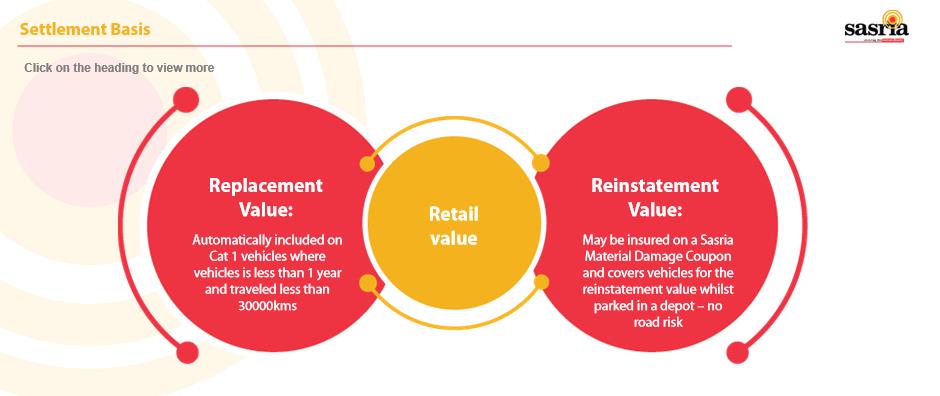 Settlement Basis
sasria
Click on the heading to view more
Replacement
Value:
Automatically included on
Cat 1 vehicles where
vehicles is less than 1 year
and traveled less than
30000kms
Retail
value
Reinstatement
Value:
May be insured on a Sasria
Material Damage Coupon
and covers vehicles for the
reinstatement value whilst
parked in a depot – no
road risk